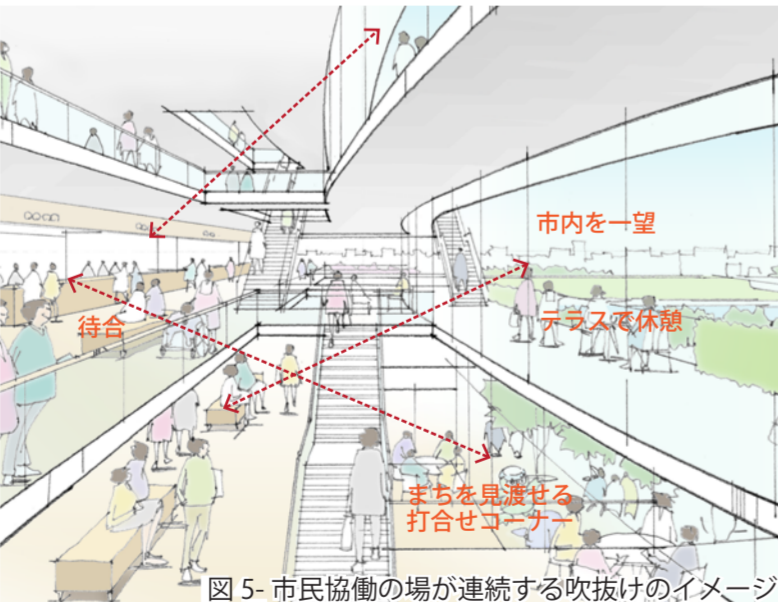 市内を一望
待合
テラスで休憩
まちを見渡せる
打合せコーナー
図 5- 市民協働の場が連続する吹抜けのイメージ